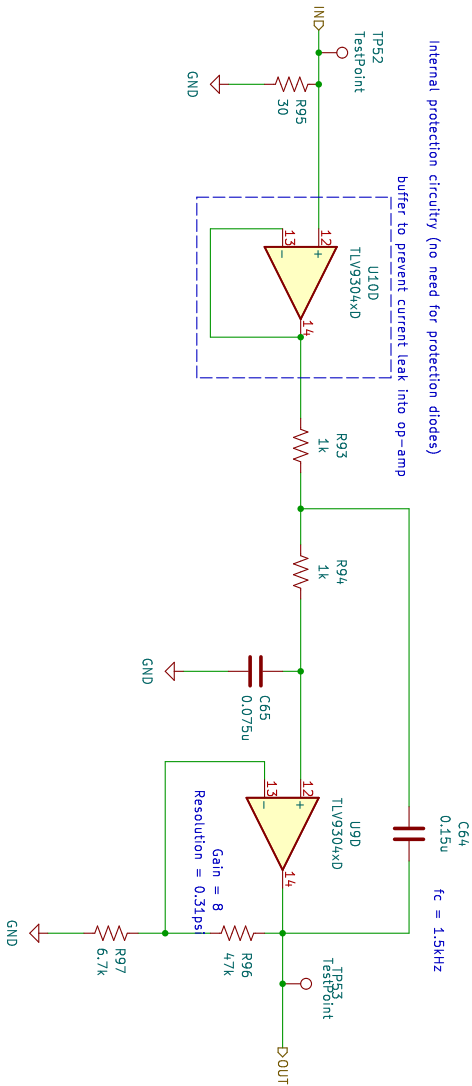 Internal protection circuitry (no need for protection diodes)
buffer to prevent current leak into op-amp
IND
TP52
TestPoint
R95
30
GND
U10D
TLV9304xD
12
13
14
+
-
R93
1k
R94
1k
C65
0.075u
GND
C64
0.15u
fc = 1.5kHz
U9D
TLV9304xD
12
13
14
+
-
Gain = 8
Resolution = 0.31psi
R96
47k
R97
6.7k
GND
TP53
TestPoint
OUT